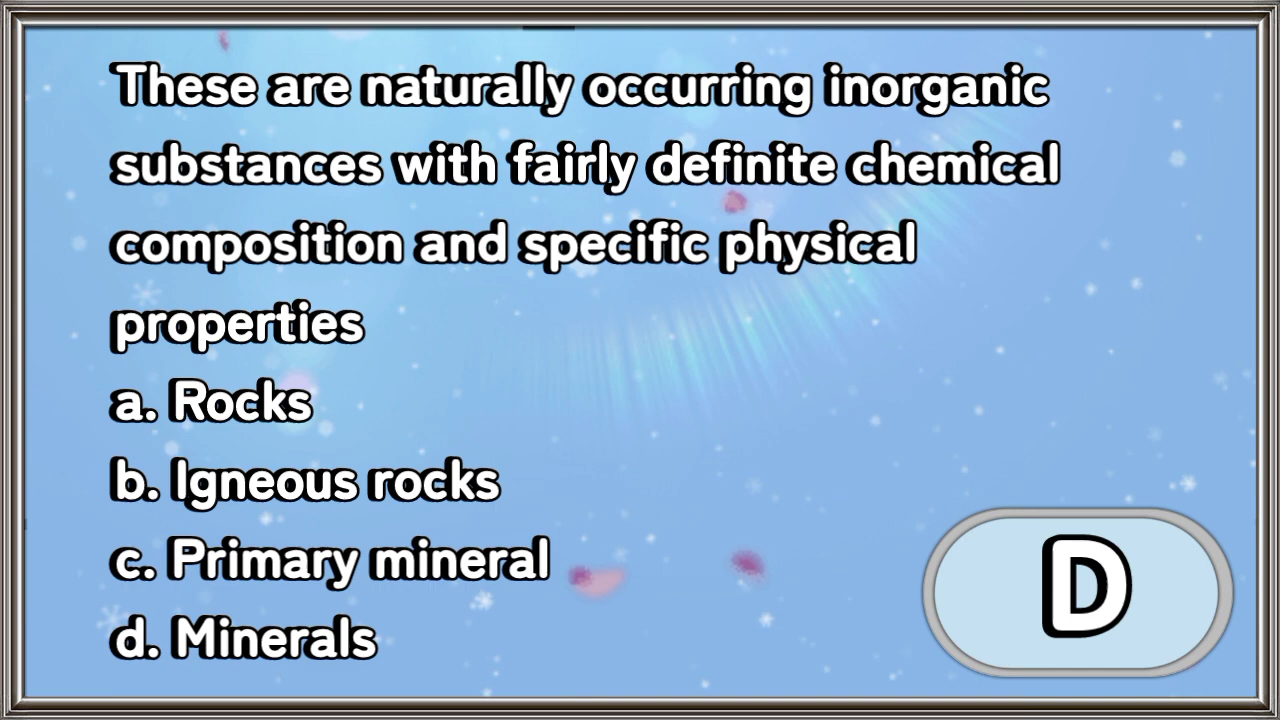 These are naturally occurring inorganic
substances with fairly definite chemical
composition and specific physical
properties
a. Rocks
b. Igneous rocks
c. Primary mineral
d. Minerals
D